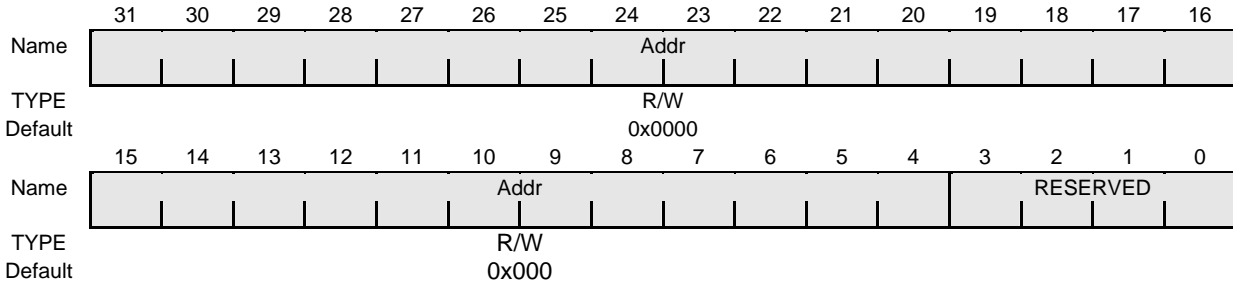 31 30 29 28 27 26 25 24 23 22 21 20 19 18 17 16
Name Addr
TYPE R/W
Default 0x0000
15 14 13 12 11 10 9 8 7 6 5 4 3 2 1 0
Name Addr RESERVED
TYPE R/W
Default 0x000